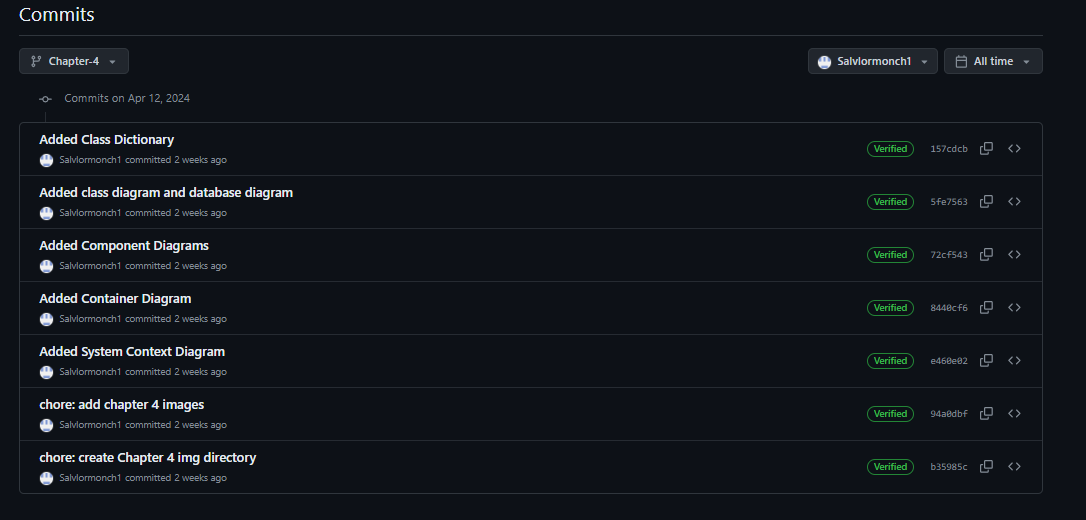 Commits
Chapter-4
Salvlormonch1
All time
Commits on Apr 12, 2024
Added Class Dictionary
Salvlormonch1 committed 2 weeks ago
Verified
157cdcb
Added class diagram and database diagram
Salvlormonch1 committed 2 weeks ago
Verified
5fe7563
Added Component Diagrams
Salvlormonch1 committed 2 weeks ago
Verified
72cf543
Added Container Diagram
Salvlormonch1 committed 2 weeks ago
Verified
8440cf6
Added System Context Diagram
Salvlormonch1 committed 2 weeks ago
Verified
e460e02
chore: add chapter 4 images
Salvlormonch1 committed 2 weeks ago
Verified
94a0dbf
chore: create Chapter 4 img directory
Salvlormonch1 committed 2 weeks ago
Verified
b35985c